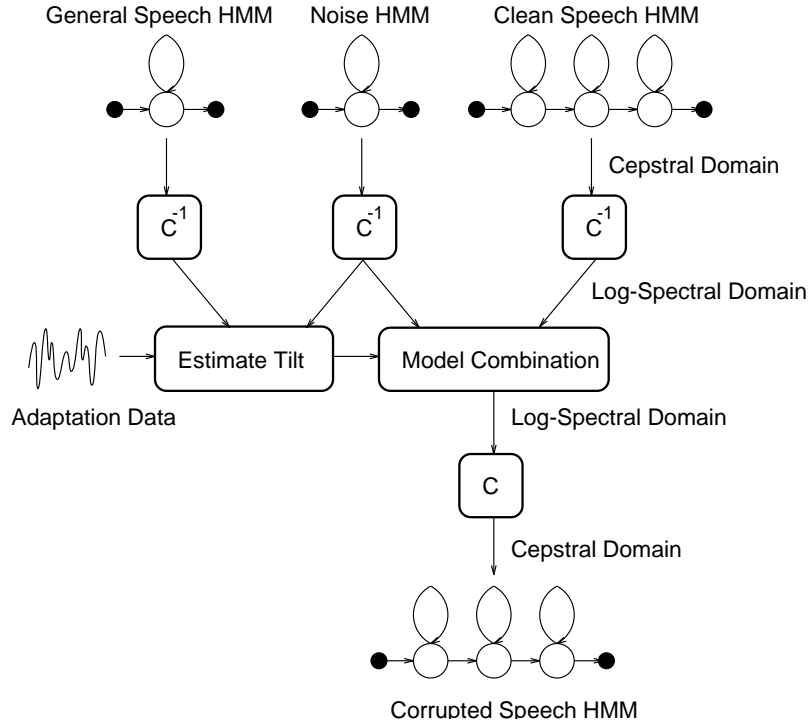 General Speech HMM
Noise HMM
Clean Speech HMM
Cepstral Domain
C-1
C-1
C-1
Log-Spectral Domain
Estimate Tilt
Model Combination
Adaptation Data
Log-Spectral Domain
C
Cepstral Domain
Corrupted Speech HMM